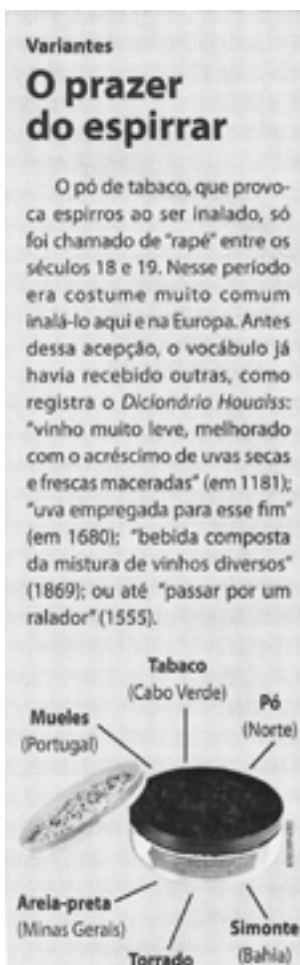 Variantes
O prazer
do espirrar
O pó de tabaco, que provo-
ca espirros ao ser inalado, só
foi chamado de "rapé" entre os
séculos 18 e 19. Nesse período
era costume muito comum
inalá-lo aqui e na Europa. Antes
dessa acepção, o vocábulo já
havia recebido outras, como
registra o Dicionário Houaiss:
"vinho muito leve, melhorado
com o acréscimo de uvas secas
e frescas maceradas" (em 1181);
"uva empregada para esse fim"
(em 1680); "bebida composta
da mistura de vinhos diversos"
(1869); ou até "passar por um
ralador" (1555).
Tabaco
(Cabo Verde)
Pó
(Norte)
Mueles
(Portugal)
Areia-preta
(Minas Gerais)
Simonte
(Bahia)
Torrado